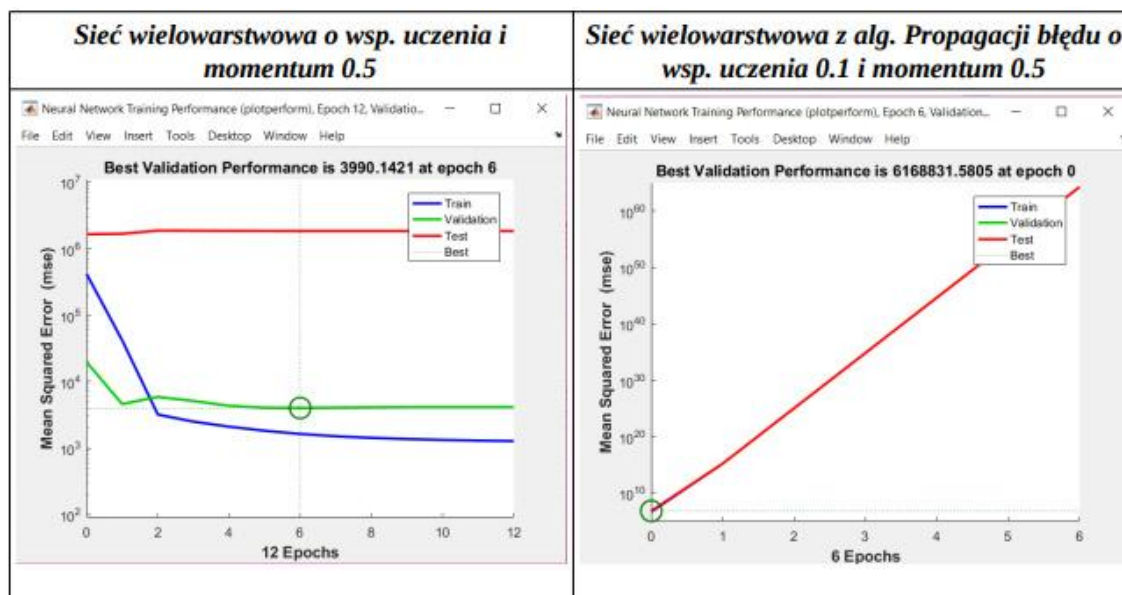 Sieć wielowarstwowa o wsp. uczenia i
momentum 0.5
Neural Network Training Performance (plotperform), Epoch 12, Validatio...
File Edit View Insert Tools Desktop Window Help
Best Validation Performance is 3990.1421 at epoch 6
Mean Squared Error (mse)
10^7
10^6
10^5
10^4
10^3
10^2
Train
Validation
Test
Best
0 2 4 6 8 10 12
12 Epochs
Sieć wielowarstwowa z alg. Propagacji błędu o
wsp. uczenia 0.1 i momentum 0.5
Neural Network Training Performance (plotperform), Epoch 6, Validation...
File Edit View Insert Tools Desktop Window Help
Best Validation Performance is 6168831.5805 at epoch 0
Mean Squared Error (mse)
10^60
10^50
10^40
10^30
10^20
10^10
Train
Validation
Test
Best
0 1 2 3 4 5 6
6 Epochs